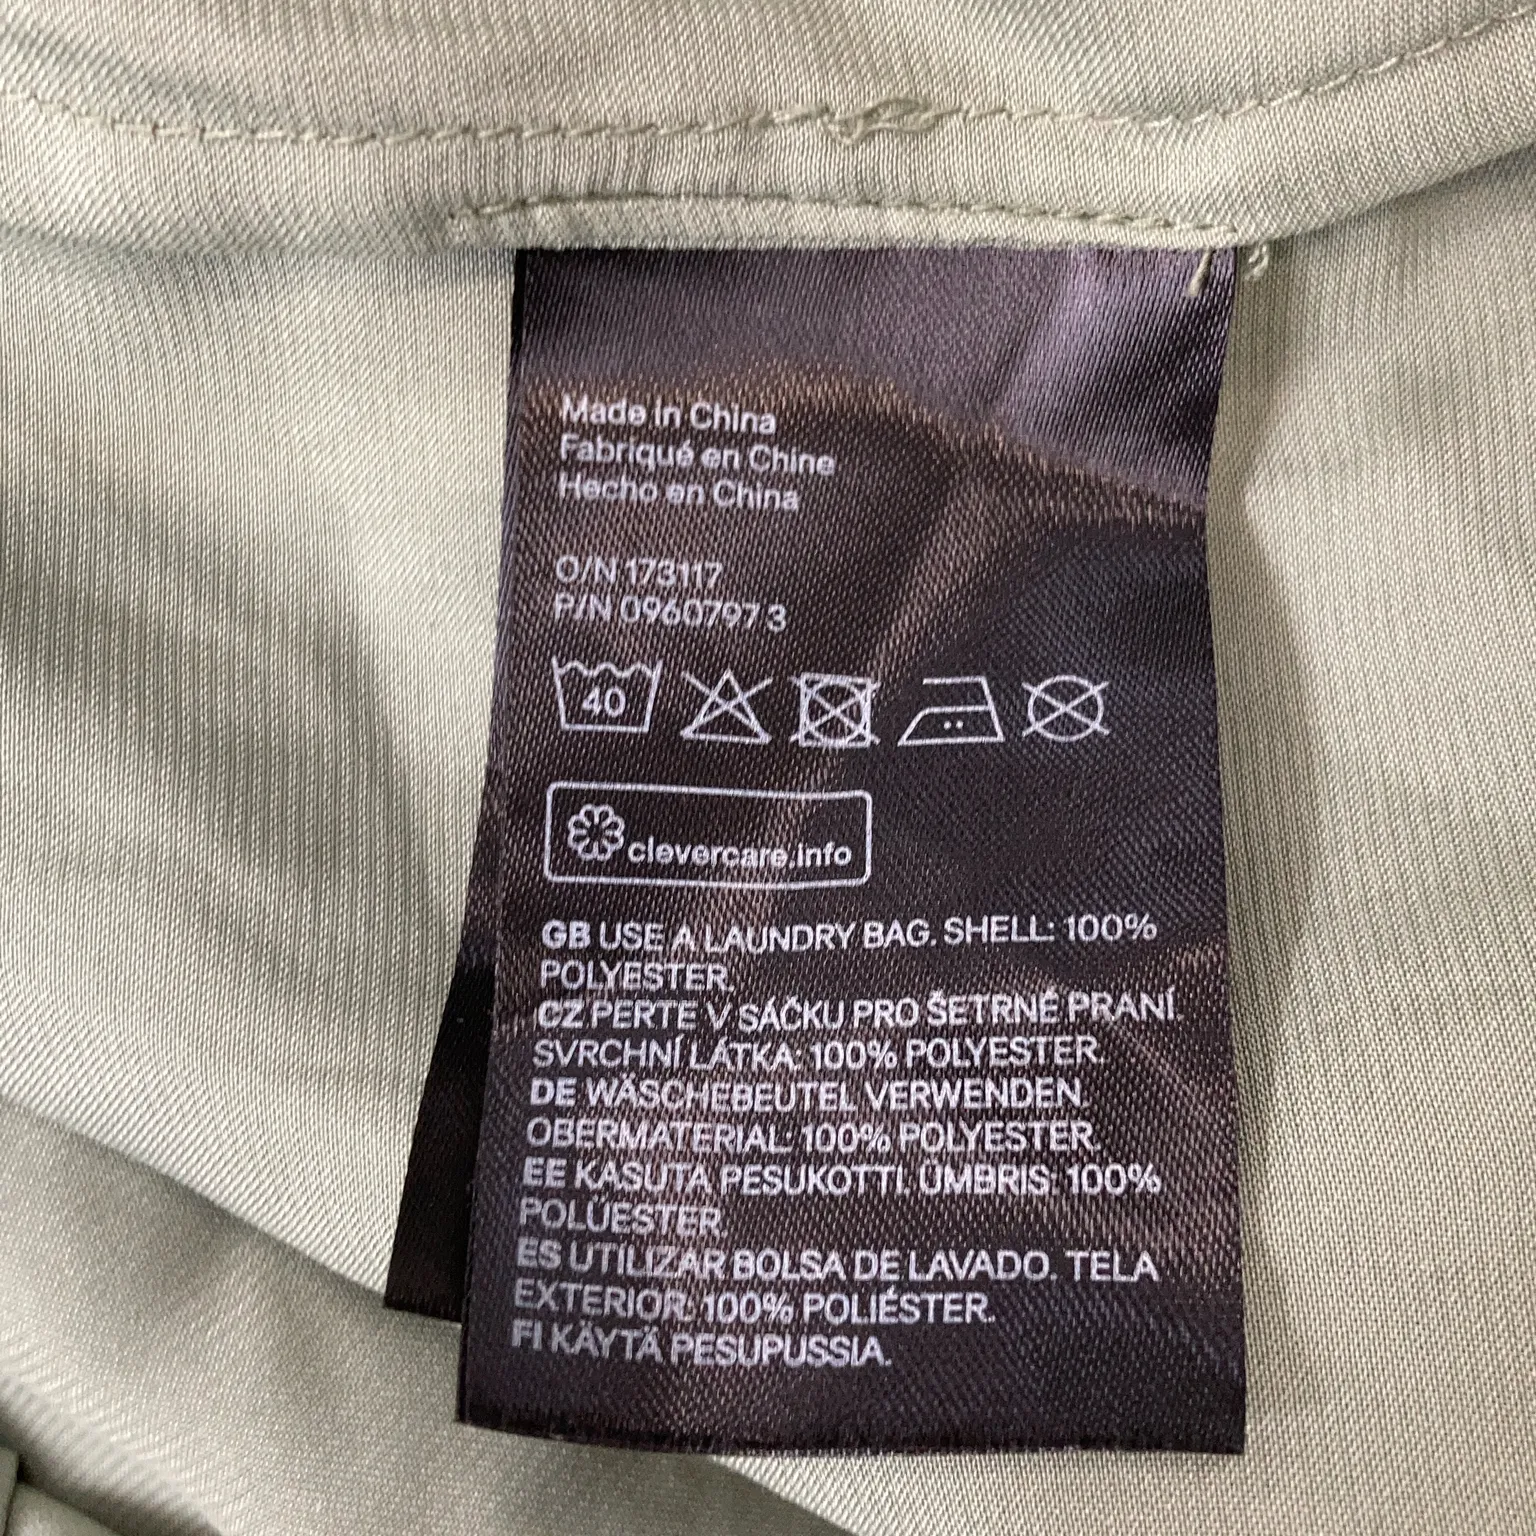 Made in China
Fabriqué en Chine
Hecho en China
O/N 173117
P/N 0960797 3
40
clevercare.info
GB USE A LAUNDRY BAG. SHELL: 100%
POLYESTER.
CZ PERTE V SÁČKU PRO ŠETRNÉ PRANÍ.
SVRCHNÍ LÁTKA: 100% POLYESTER.
DE WÄSCHEBEUTEL VERWENDEN.
OBERMATERIAL: 100% POLYESTER.
EE KASUTA PESUKOTTI. ÜMBRIS: 100%
POLÜESTER.
ES UTILIZAR BOLSA DE LAVADO. TELA
EXTERIOR: 100% POLIÉSTER.
FI KÄYTÄ PESUPUSSIA.